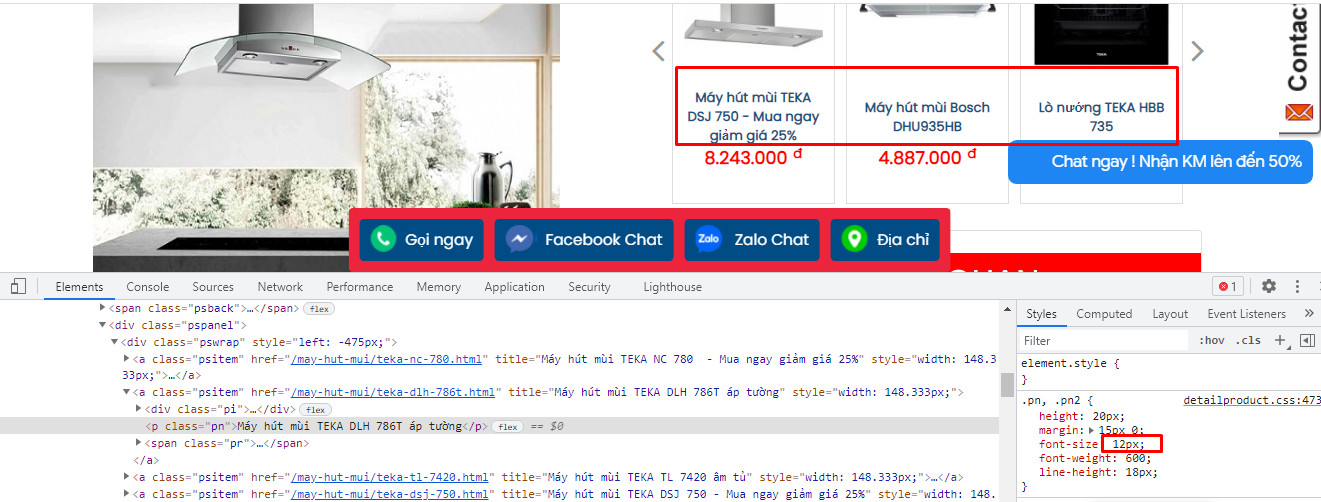 Contact
TEKA
Máy hút mùi TEKA
DSJ 750 - Mua ngay
giảm giá 25%
8.243.000 đ
Máy hút mùi Bosch
DHU935HB
4.887.000 đ
Lò nướng TEKA HBB
735
Chat ngay ! Nhận KM lên đến 50%
Gọi ngay
Facebook Chat
Zalo
Zalo Chat
Địa chỉ
Elements Console Sources Network Performance Memory Application Security Lighthouse 1
<span class="psback">…</span> flex
<div class="pspanel">
<div class="pswrap" style="left: -475px;">
<a class="psitem" href="/may-hut-mui/teka-nc-780.html" title="Máy hút mùi TEKA NC 780  - Mua ngay giảm giá 25%" style="width: 148.3
33px;">…</a>
<a class="psitem" href="/may-hut-mui/teka-dlh-786t.html" title="Máy hút mùi TEKA DLH 786T áp tường" style="width: 148.333px;">
<div class="pi">…</div> flex
<p class="pn">Máy hút mùi TEKA DLH 786T áp tường</p> flex == $0
<span class="pr">…</span>
</a>
<a class="psitem" href="/may-hut-mui/teka-tl-7420.html" title="Máy hút mùi TEKA TL 7420 âm tủ" style="width: 148.333px;">…</a>
<a class="psitem" href="/may-hut-mui/teka-dsj-750.html" title="Máy hút mùi TEKA DSJ 750 - Mua ngay giảm giá 25%" style="width: 148.
Styles Computed Layout Event Listeners »
Filter :hov .cls +
element.style {
}
.pn, .pn2 { detailproduct.css:473
height: 20px;
margin: 15px 0;
font-size: 12px;
font-weight: 600;
line-height: 18px;
}